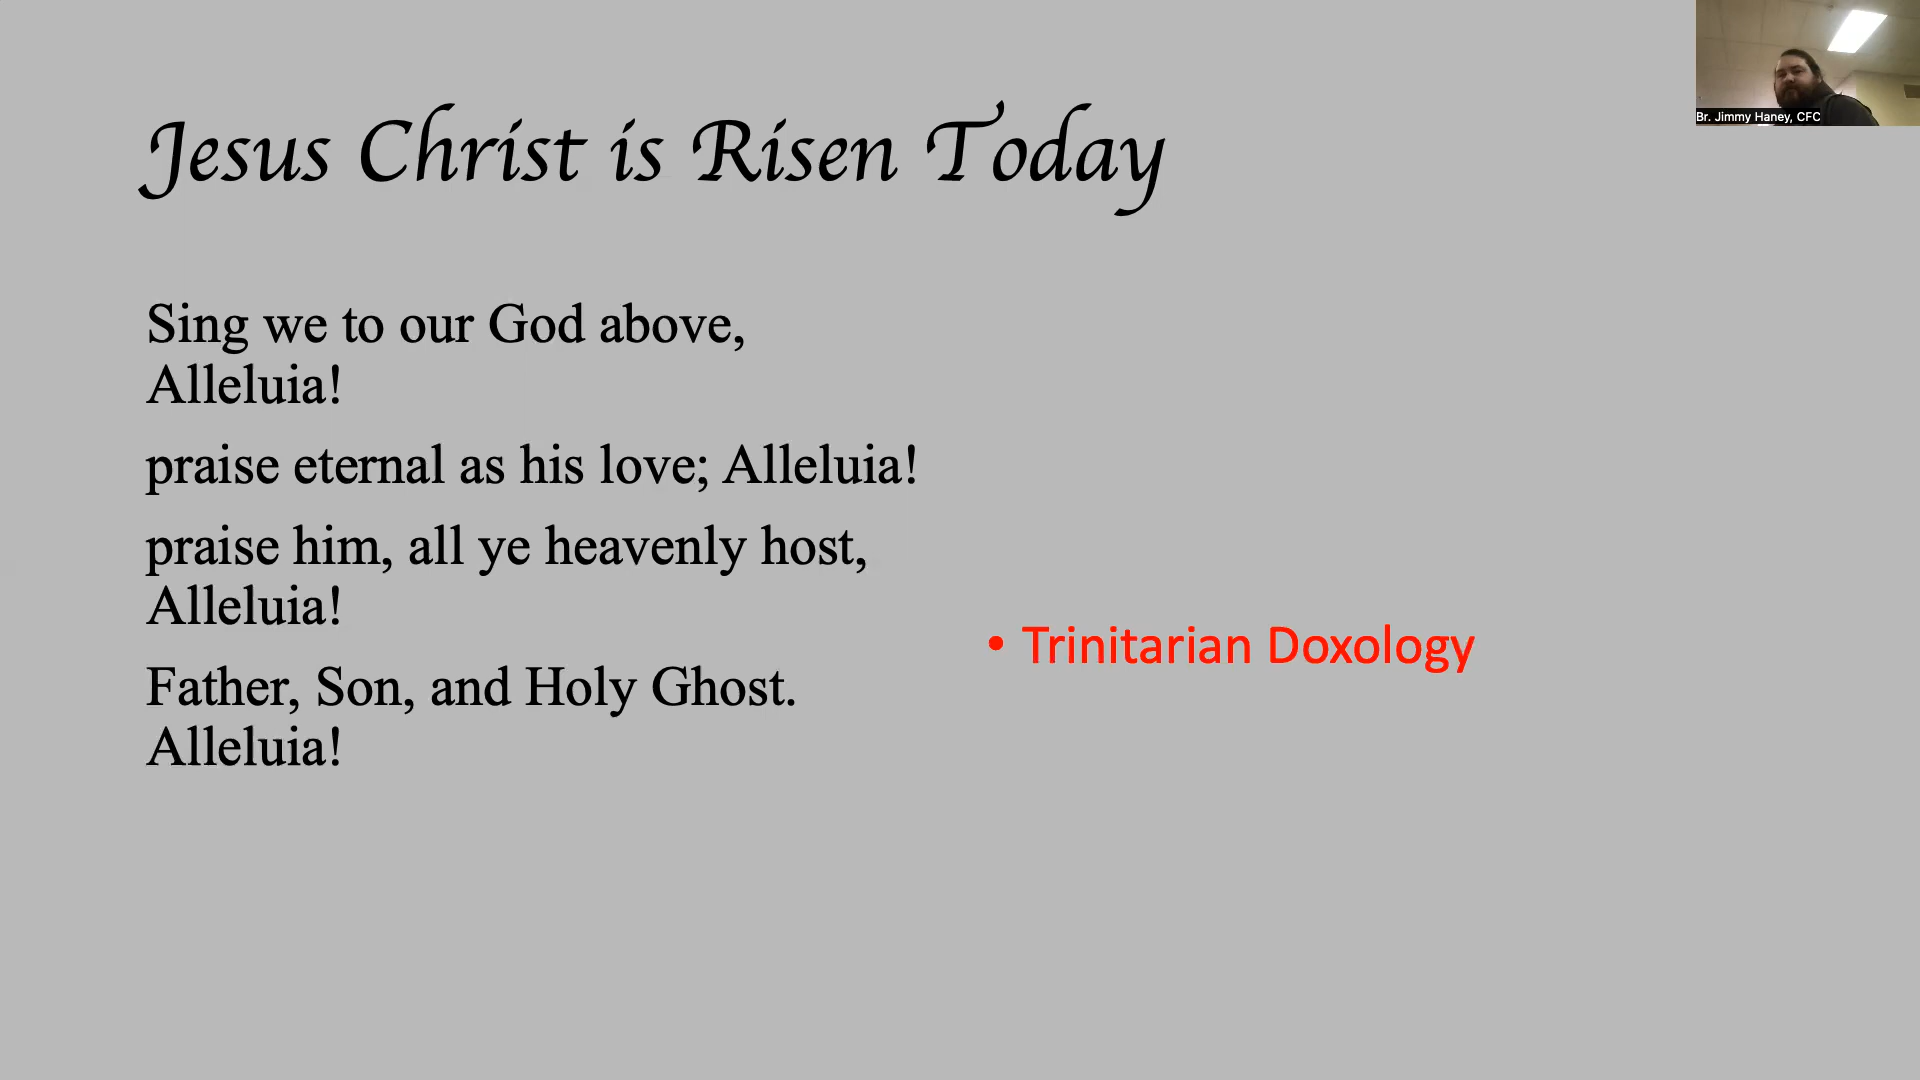 Jesus Christ is Risen Today
Sing we to our God above,
Alleluia!
praise eternal as his love; Alleluia!
praise him, all ye heavenly host,
Alleluia!
Father, Son, and Holy Ghost.
Alleluia!
• Trinitarian Doxology
Br. Jimmy Haney, CFC